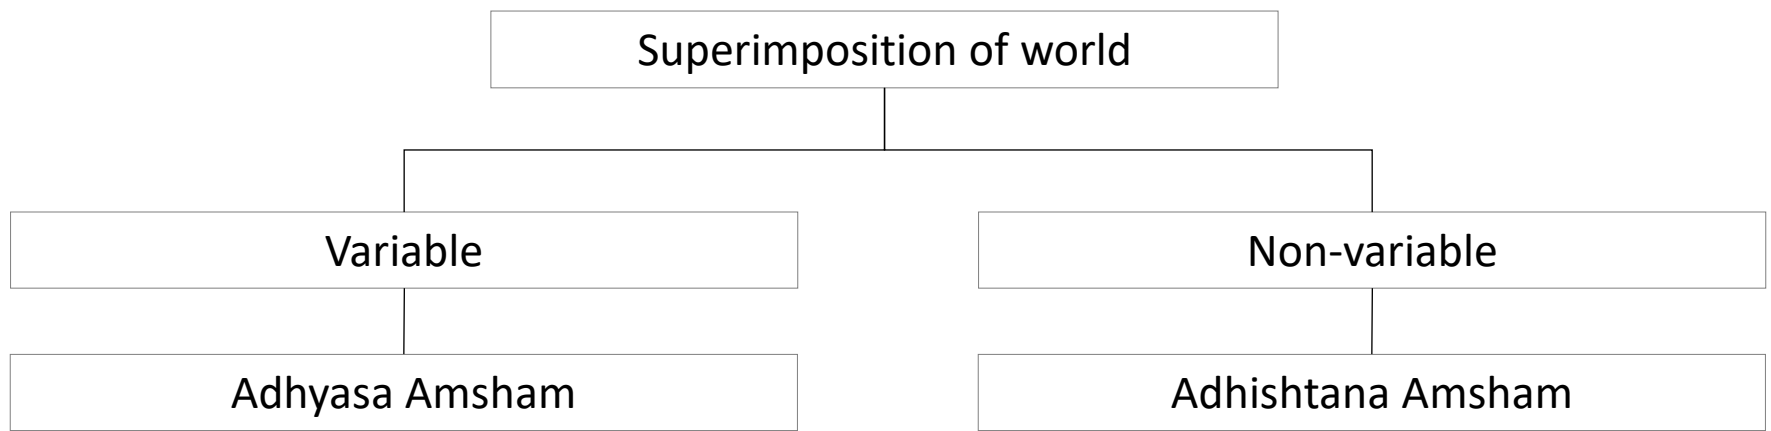 Superimposition of world
Variable
Non-variable
Adhyasa Amsham
Adhishtana Amsham